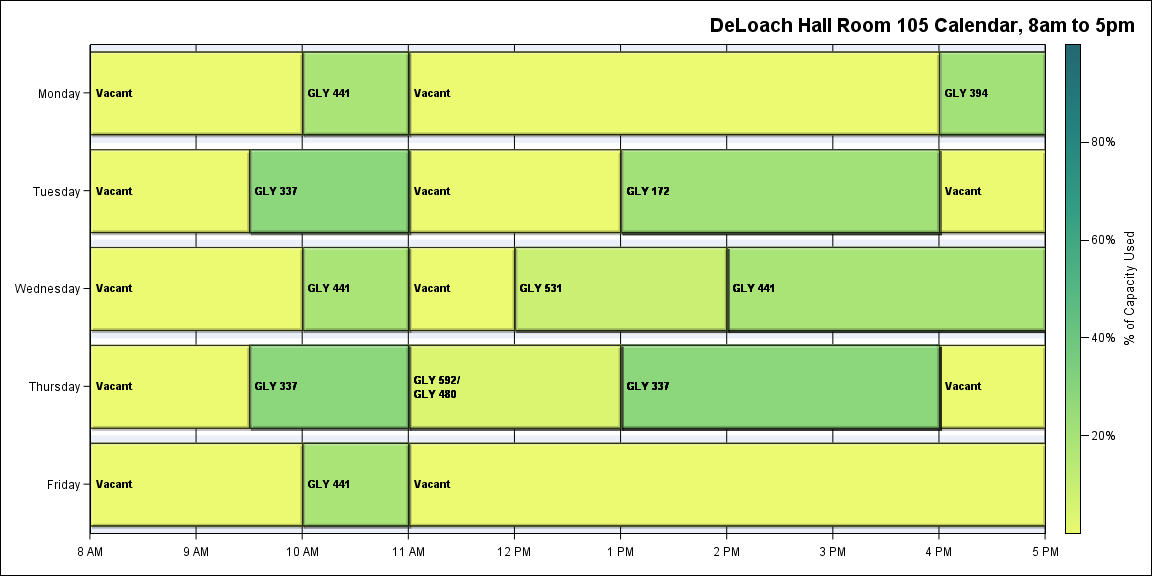 DeLoach Hall Room 105 Calendar, 8am to 5pm
Monday
Vacant
GLY 441
Vacant
GLY 394
Tuesday
Vacant
GLY 337
Vacant
GLY 172
Vacant
Wednesday
Vacant
GLY 441
Vacant
GLY 531
GLY 441
Thursday
Vacant
GLY 337
GLY 592/
GLY 480
GLY 337
Vacant
Friday
Vacant
GLY 441
Vacant
8 AM
9 AM
10 AM
11 AM
12 PM
1 PM
2 PM
3 PM
4 PM
5 PM
80%
60%
40%
20%
% of Capacity Used